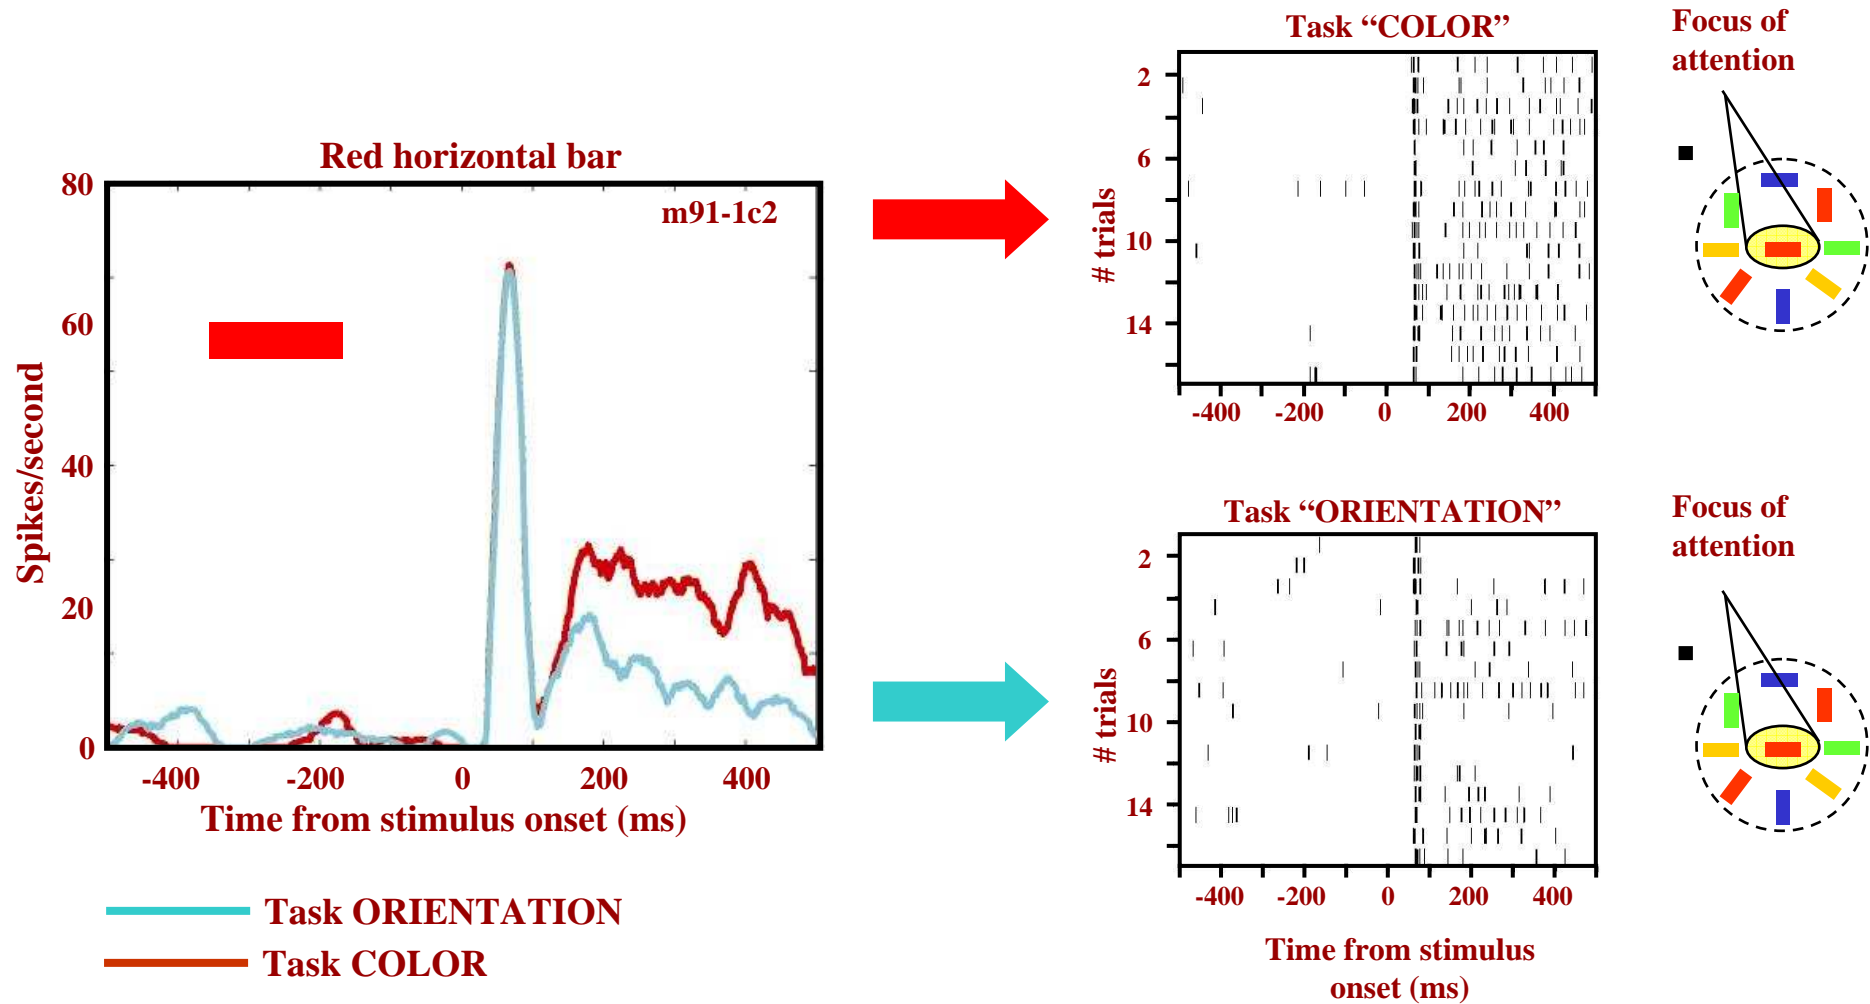 Red horizontal bar
m91-1c2
80
60
40
20
0
Spikes/second
-400
-200
0
200
400
Time from stimulus onset (ms)
Task ORIENTATION
Task COLOR
Task “COLOR”
2
6
10
14
# trials
-400
-200
0
200
400
Focus of
attention
Task “ORIENTATION”
2
6
10
14
# trials
-400
-200
0
200
400
Time from stimulus
onset (ms)
Focus of
attention